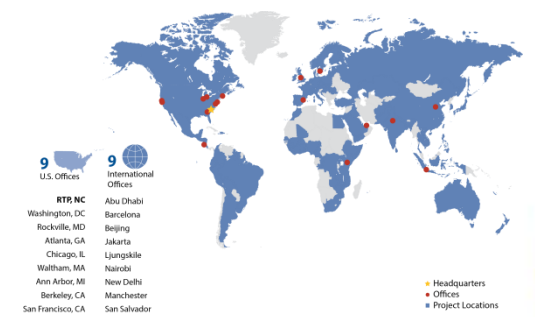 9
U.S. Offices
RTP, NC
Washington, DC
Rockville, MD
Atlanta, GA
Chicago, IL
Waltham, MA
Ann Arbor, MI
Berkeley, CA
San Francisco, CA
9
International
Offices
Abu Dhabi
Barcelona
Beijing
Jakarta
Ljungskile
Nairobi
New Delhi
Manchester
San Salvador
Headquarters
Offices
Project Locations